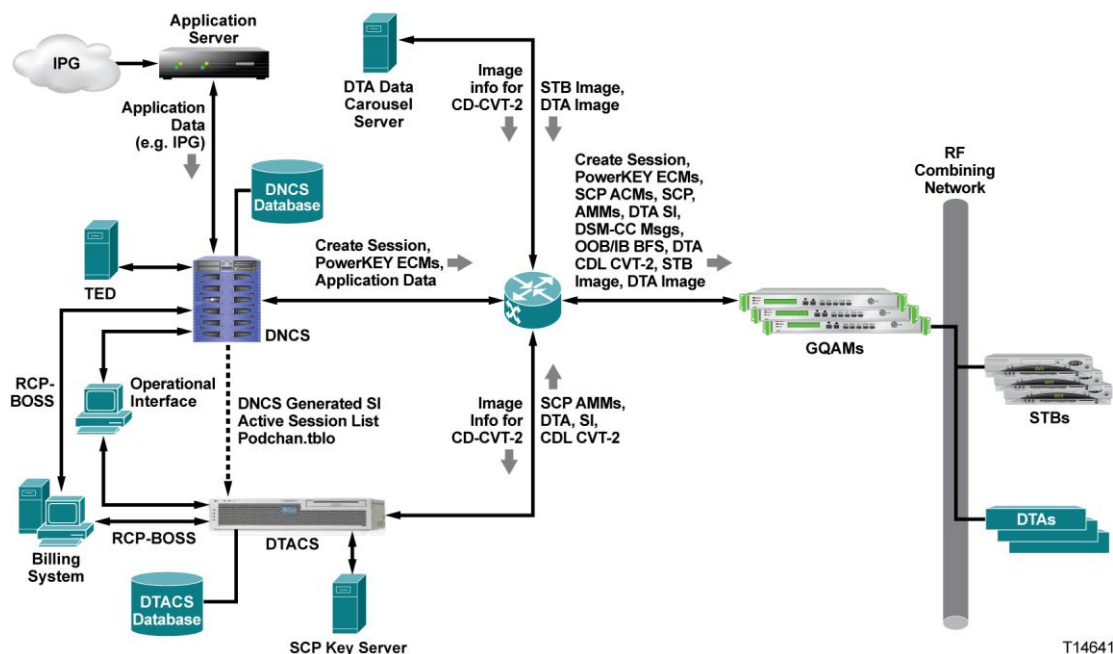 Application
Server
IPG
Application
Data
(e.g. IPG)
DTA Data
Carousel
Server
Image
info for
CD-CVT-2
STB Image,
DTA Image
DNCS
Database
Create Session,
PowerKEY ECMs,
SCP ACMs, SCP,
AMMs, DTA SI,
DSM-CC Msgs,
OOB/IB BFS, DTA
CDL CVT-2, STB
Image, DTA Image
RF
Combining
Network
TED
DNCS
Create Session,
PowerKEY ECMs,
Application Data
GQAMs
RCP-
BOSS
Operational
Interface
DNCS Generated SI
Active Session List
Podchan.tblo
Image
Info for
CD-CVT-2
SCP AMMs,
DTA, SI,
CDL CVT-2
STBs
Billing
System
RCP-BOSS
DTACS
DTACS
Database
SCP Key Server
DTAs
T14641